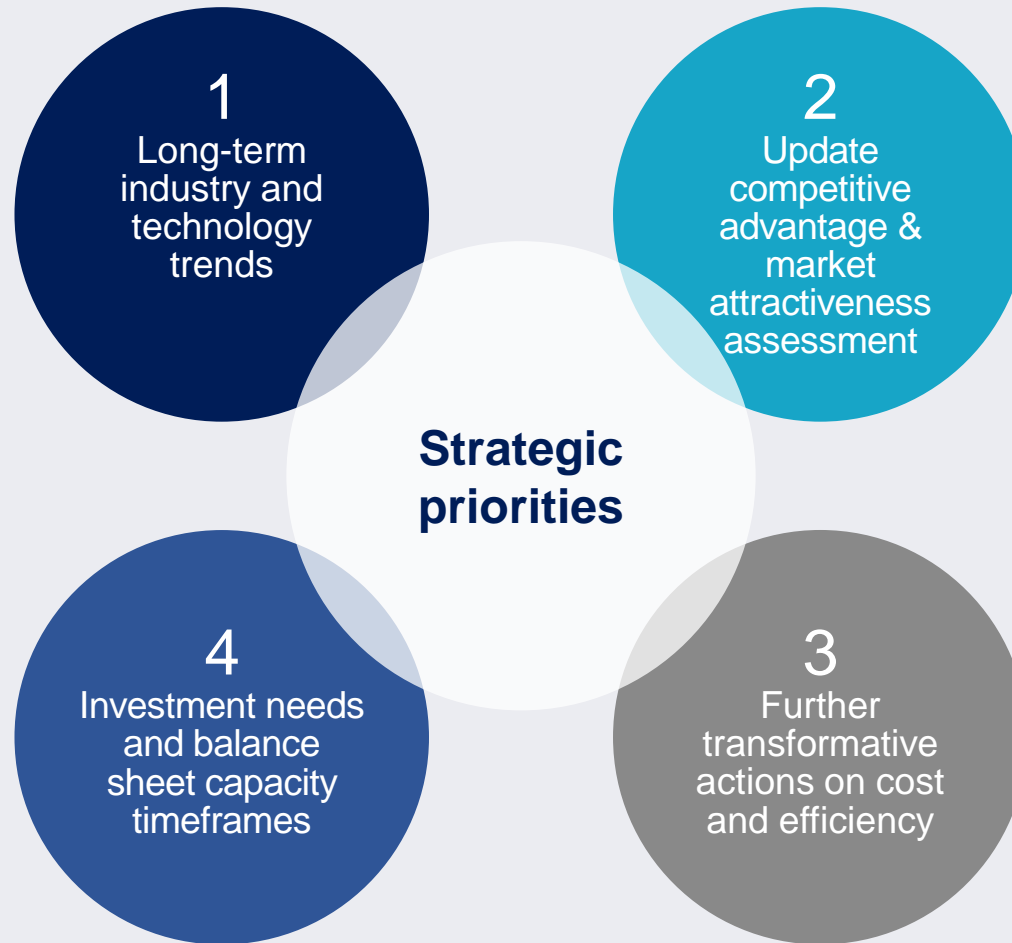 1
Long-term
industry and
technology
trends
2
Update
competitive
advantage &
market
attractiveness
assessment
Strategic
priorities
4
Investment needs
and balance
sheet capacity
timeframes
3
Further
transformative
actions on cost
and efficiency